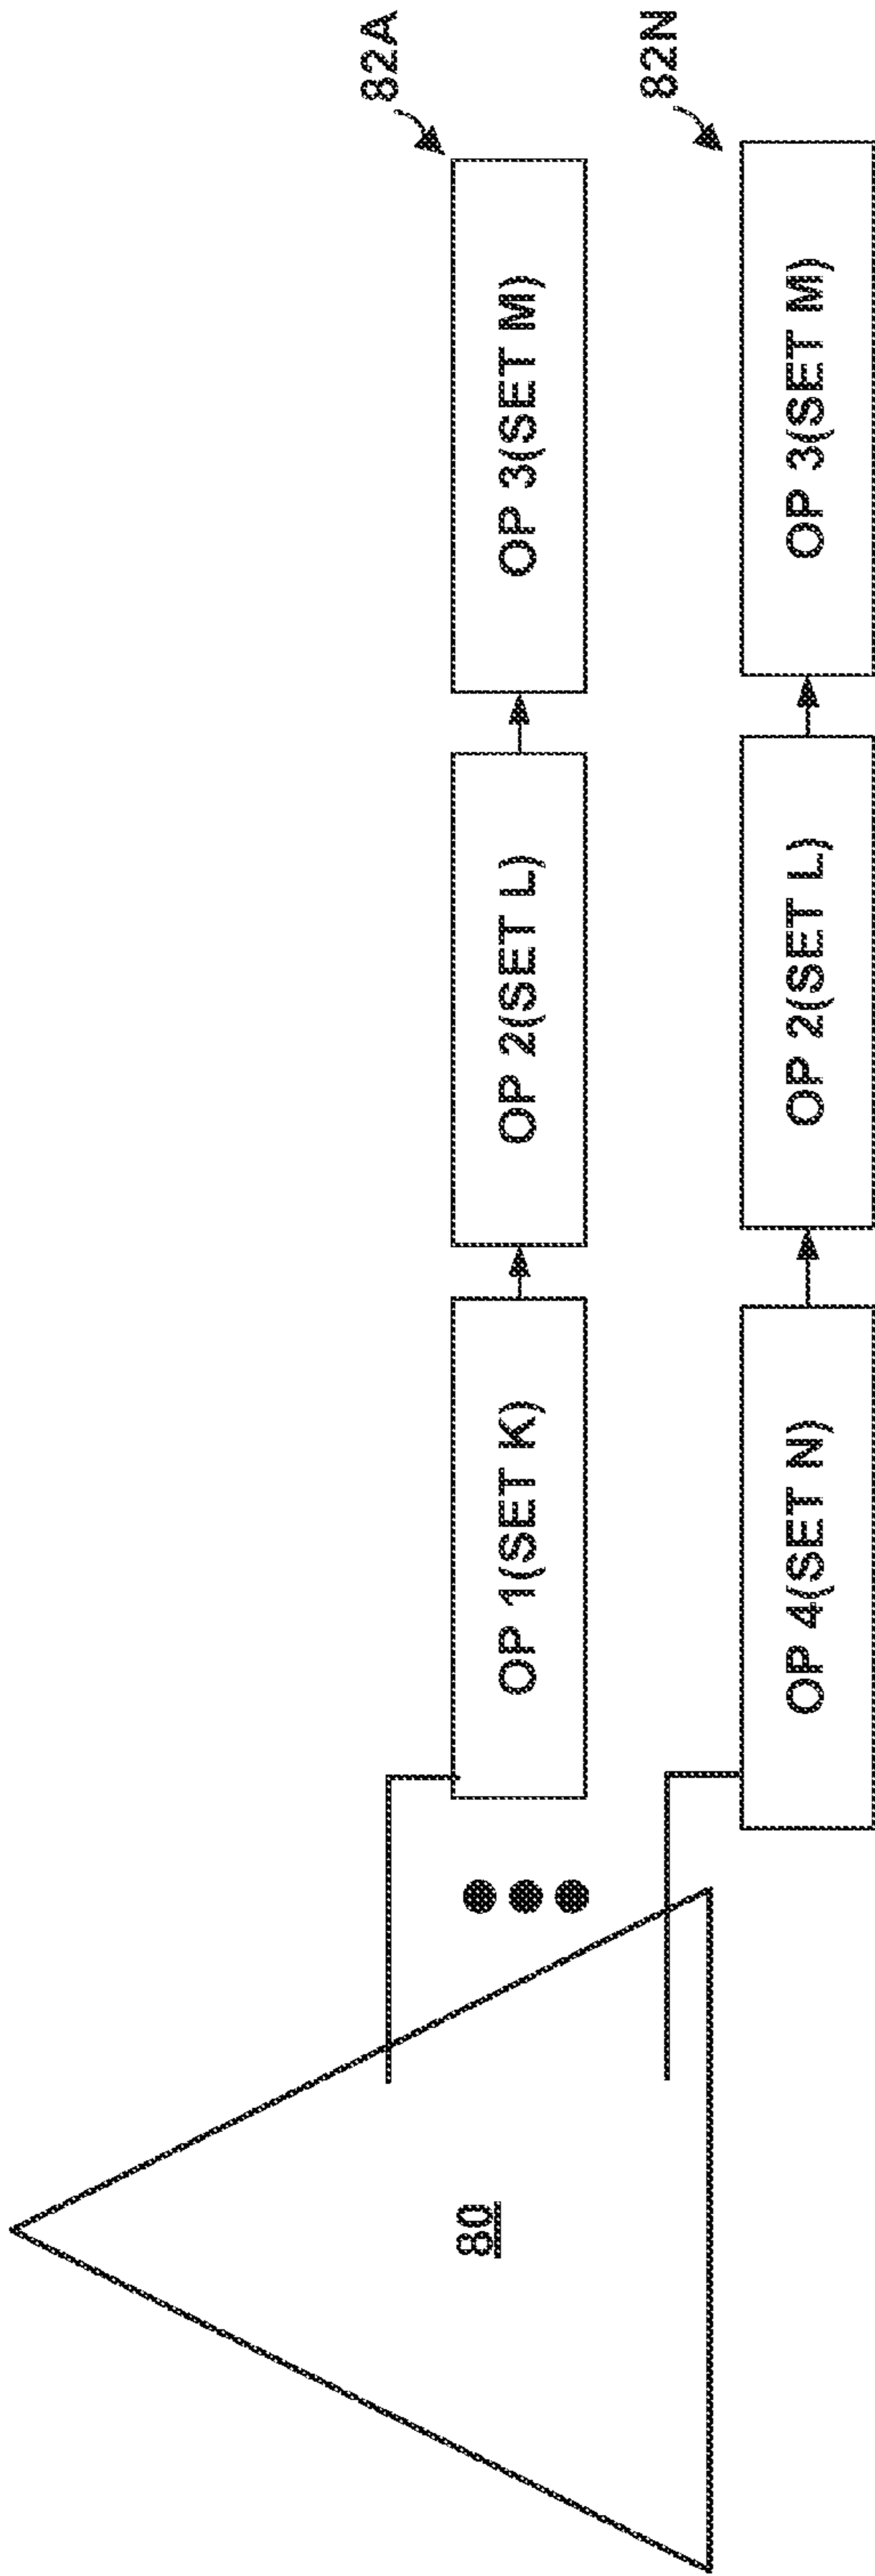 82A
OP 1(SET K)
OP 2(SET L)
OP 3(SET M)
82N
OP 4(SET N)
OP 2(SET L)
OP 3(SET M)
80